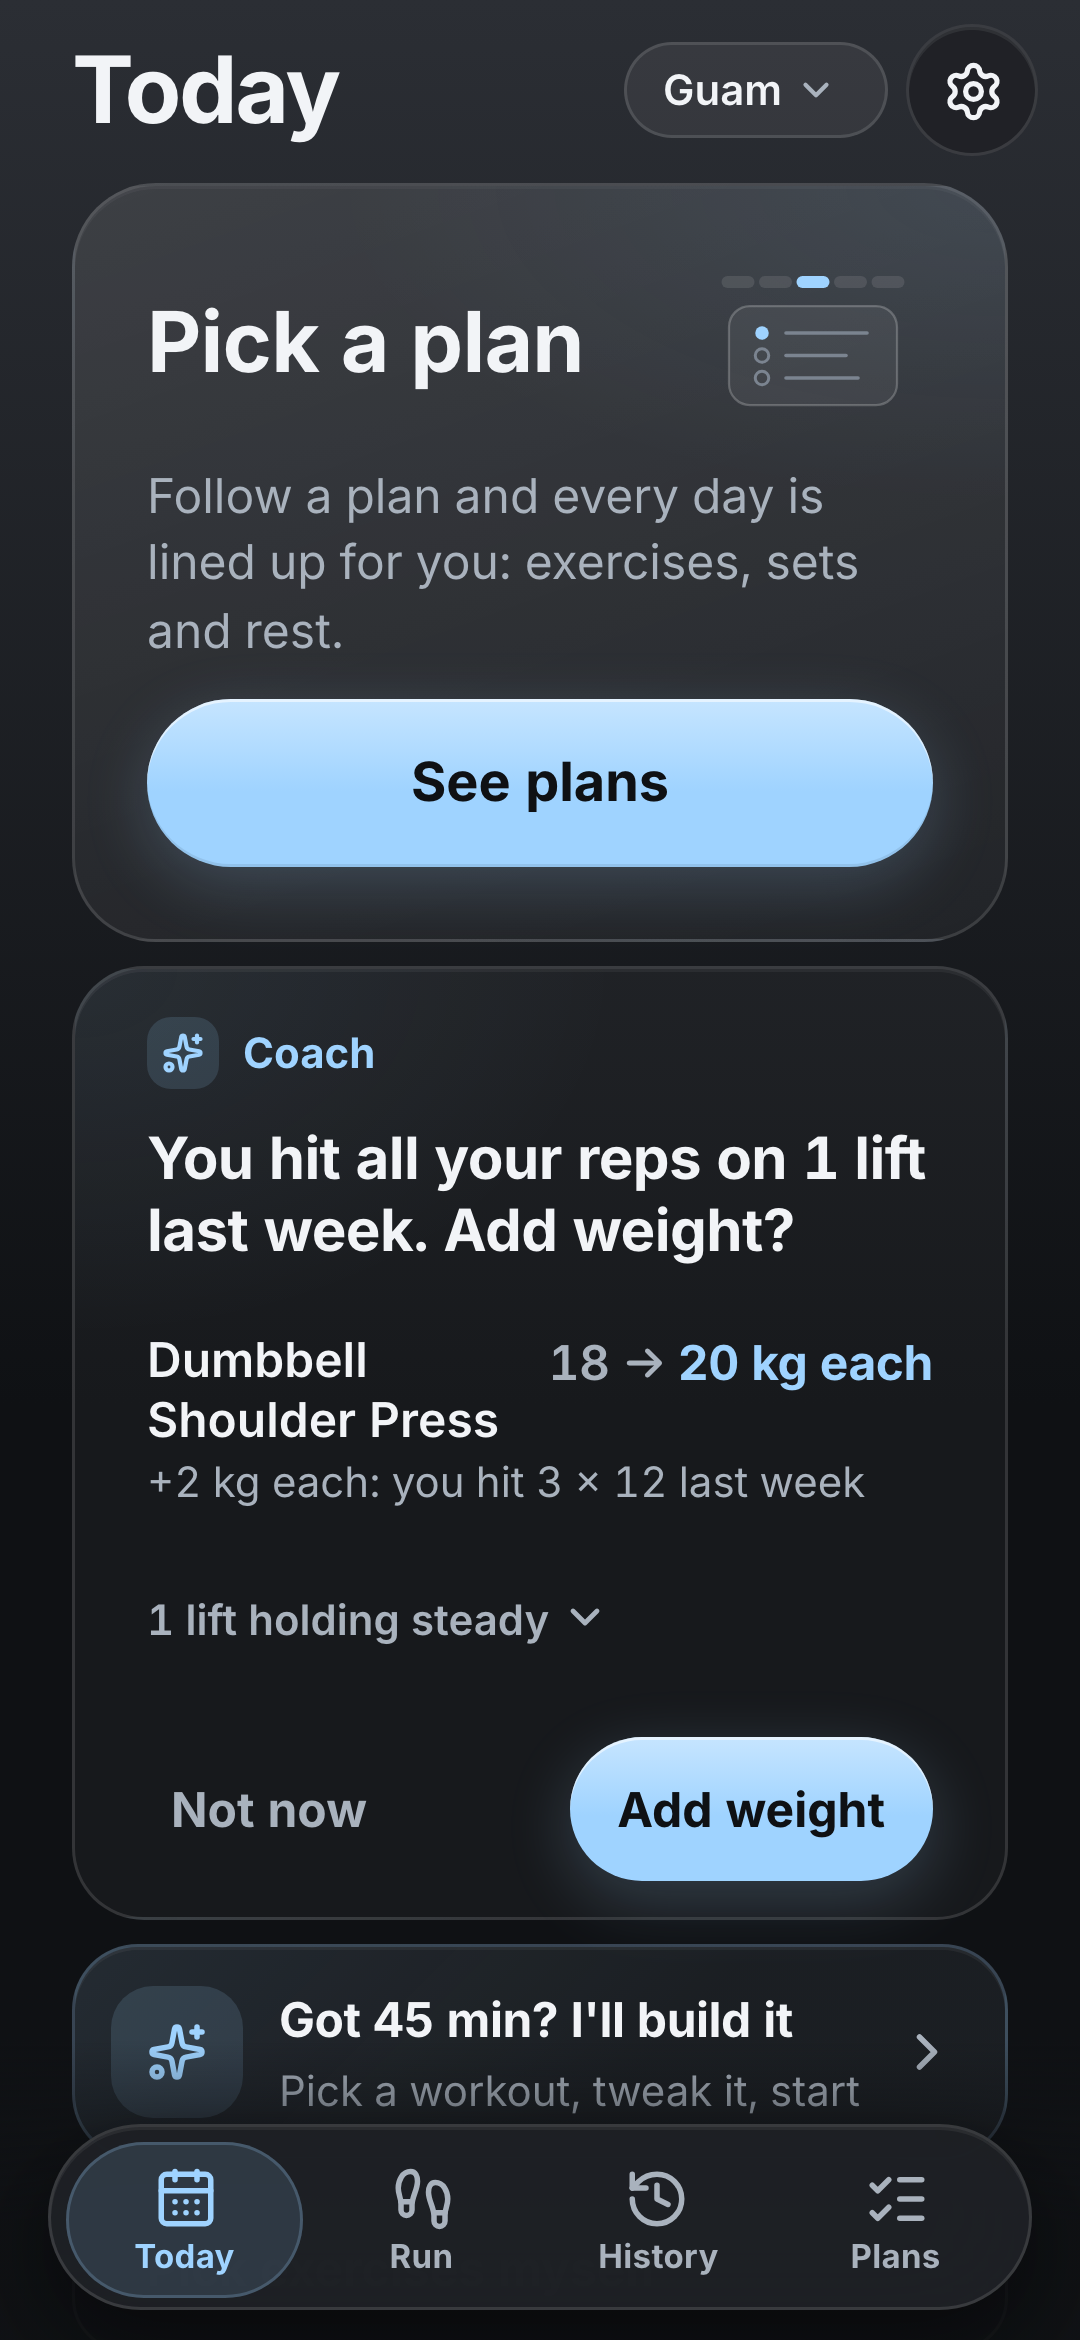 Today
Guam
Pick a plan
Follow a plan and every day is
lined up for you: exercises, sets
and rest.
See plans
Coach
You hit all your reps on 1 lift
last week. Add weight?
Dumbbell
Shoulder Press
18 → 20 kg each
+2 kg each: you hit 3 × 12 last week
1 lift holding steady
Not now
Add weight
Got 45 min? I'll build it
Pick a workout, tweak it, start
Today
Run
History
Plans